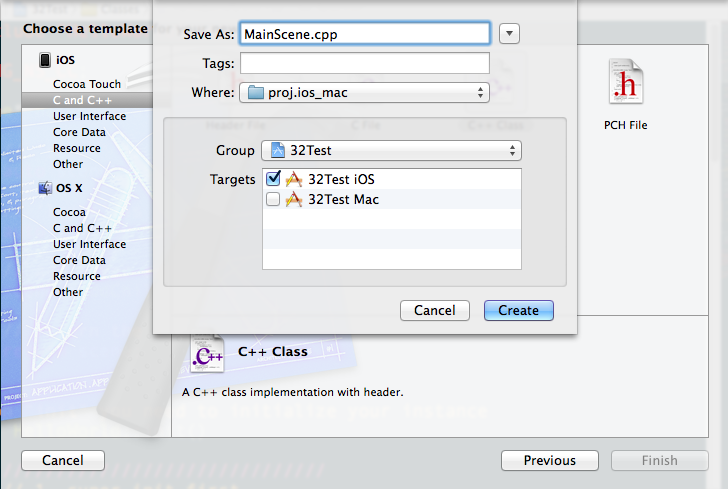 Choose a template
Save As: MainScene.cpp
Tags:
Where: proj.ios_mac
Group 32Test
Targets 32Test iOS
32Test Mac
Cancel Create
iOS
Cocoa Touch
C and C++
User Interface
Core Data
Resource
Other
OS X
Cocoa
C and C++
User Interface
Core Data
Resource
Other
.h
PCH File
.C++
C++ Class
A C++ class implementation with header.
Cancel Previous Finish